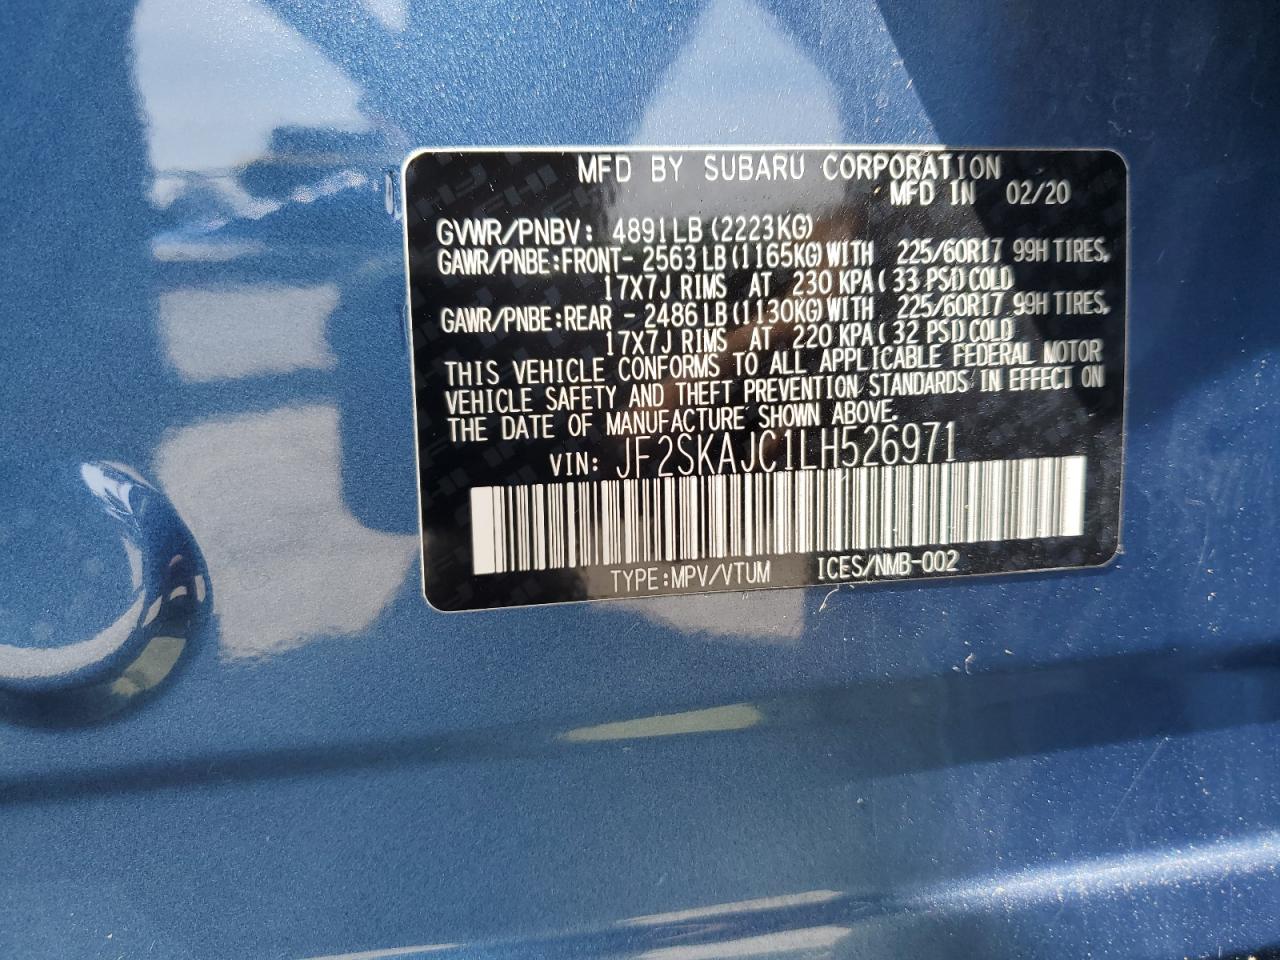 MFD BY SUBARU CORPORATION
MFD IN 02/20
GVWR/PNBV: 4891LB (2223KG)
GAWR/PNBE:FRONT- 2563 LB (1165KG) WITH 225/60R17 99H TIRES,
17X7J RIMS AT 230 KPA( 33 PSI) COLD
GAWR/PNBE:REAR - 2486 LB (1130KG) WITH 225/60R17 99H TIRES,
17X7J RIMS AT 220 KPA( 32 PSI) COLD
THIS VEHICLE CONFORMS TO ALL APPLICABLE FEDERAL MOTOR
VEHICLE SAFETY AND THEFT PREVENTION STANDARDS IN EFFECT ON
THE DATE OF MANUFACTURE SHOWN ABOVE.
VIN: JF2SKAJC1LH526971
TYPE:MPV/VTUM ICES/NMB-002